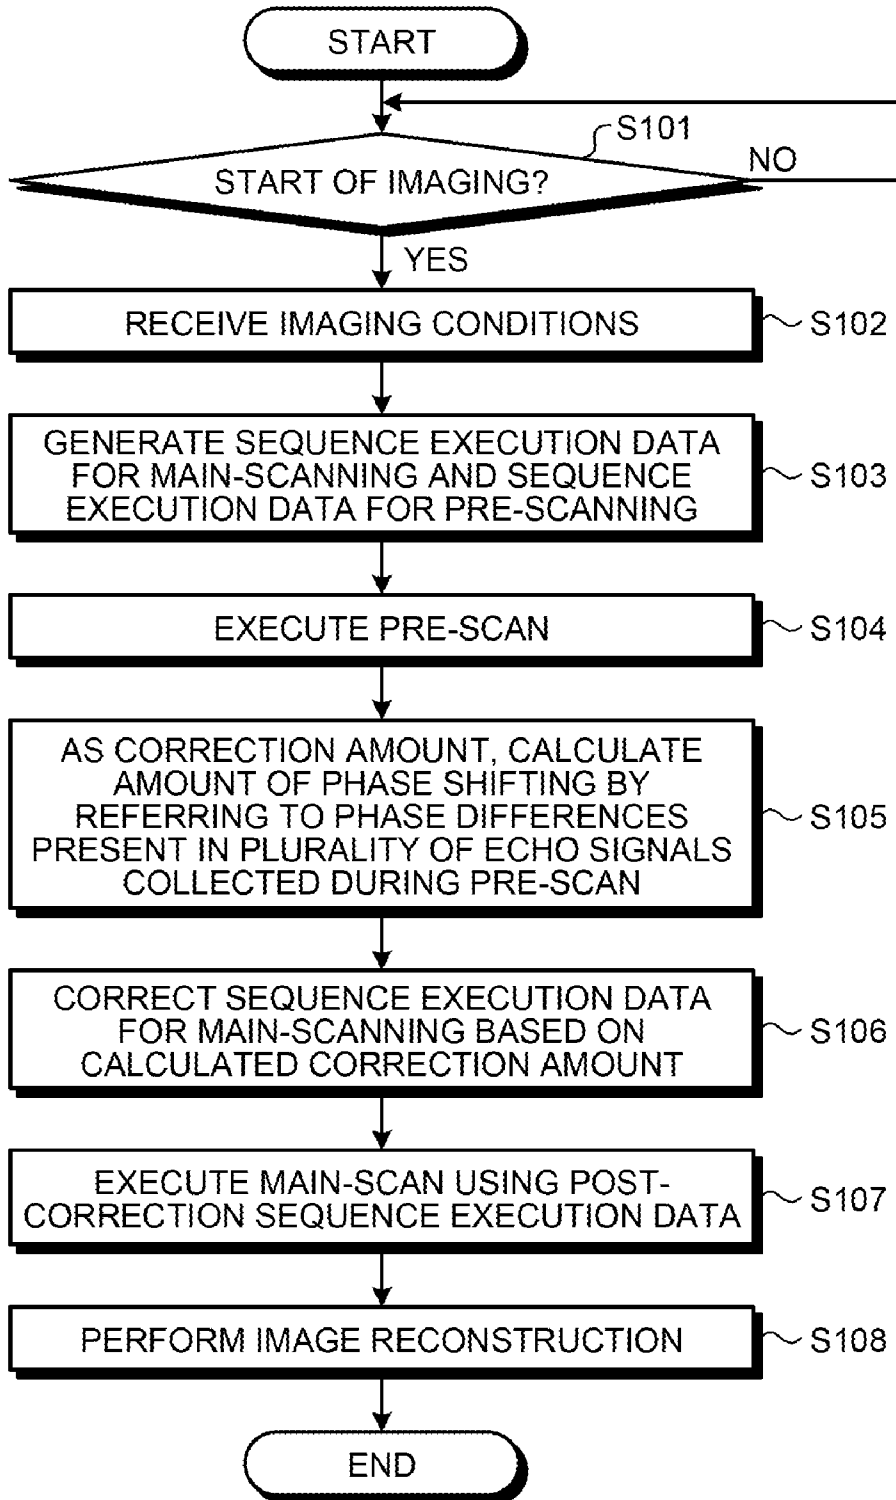 START
S101
START OF IMAGING?
NO
YES
RECEIVE IMAGING CONDITIONS
S102
GENERATE SEQUENCE EXECUTION DATA
FOR MAIN-SCANNING AND SEQUENCE
EXECUTION DATA FOR PRE-SCANNING
S103
EXECUTE PRE-SCAN
S104
AS CORRECTION AMOUNT, CALCULATE
AMOUNT OF PHASE SHIFTING BY
REFERRING TO PHASE DIFFERENCES
PRESENT IN PLURALITY OF ECHO SIGNALS
COLLECTED DURING PRE-SCAN
S105
CORRECT SEQUENCE EXECUTION DATA
FOR MAIN-SCANNING BASED ON
CALCULATED CORRECTION AMOUNT
S106
EXECUTE MAIN-SCAN USING POST-
CORRECTION SEQUENCE EXECUTION DATA
S107
PERFORM IMAGE RECONSTRUCTION
S108
END